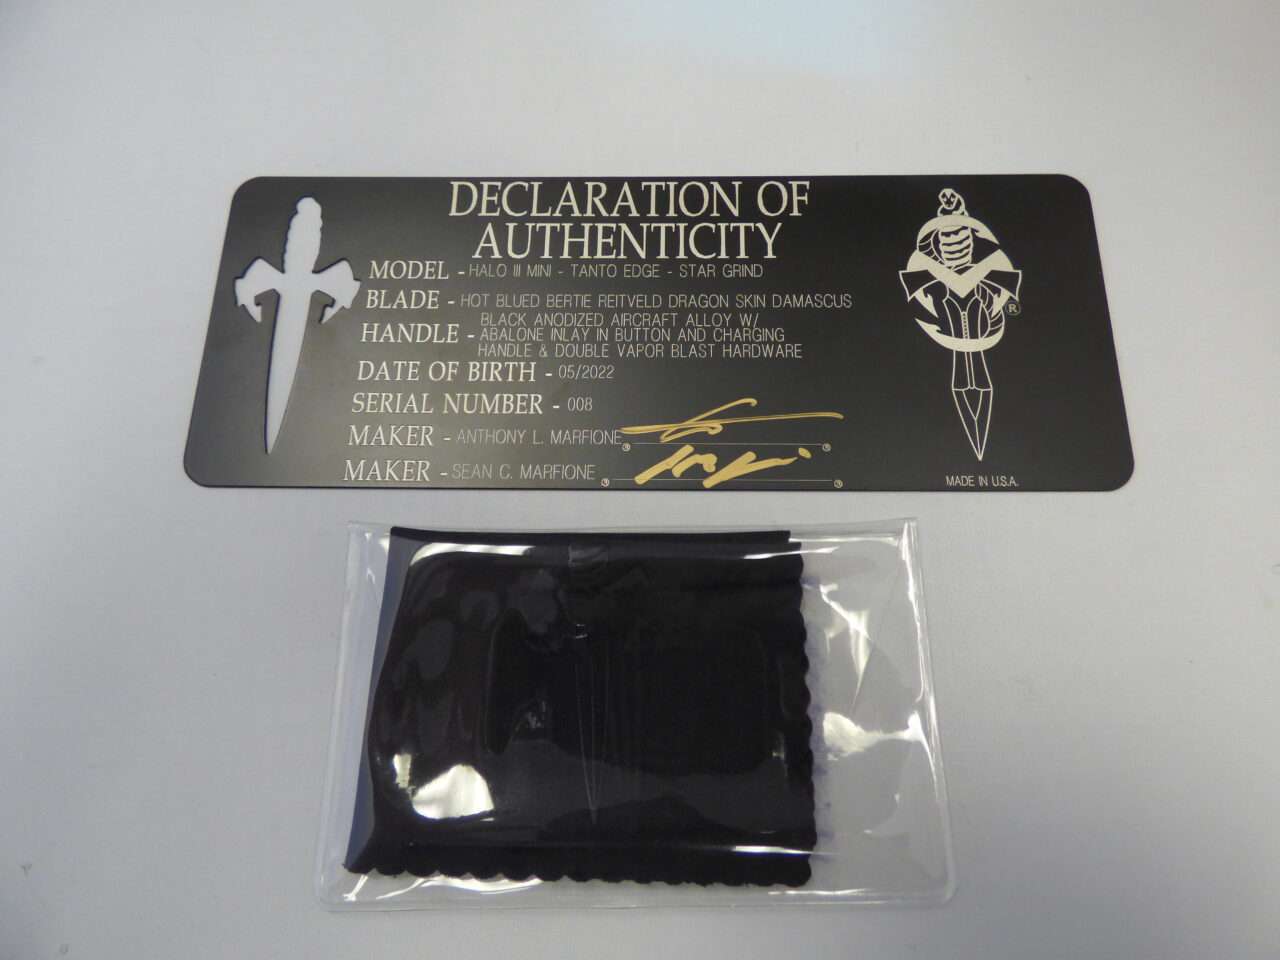 DECLARATION OF
AUTHENTICITY
MODEL - HALO III MINI - TANTO EDGE - STAR GRIND
BLADE - HOT BLUED BERTIE REITVELD DRAGON SKIN DAMASCUS
HANDLE - BLACK ANODIZED AIRCRAFT ALLOY W/
ABALONE INLAY IN BUTTON AND CHARGING
HANDLE & DOUBLE VAPOR BLAST HARDWARE
DATE OF BIRTH - 05/2022
SERIAL NUMBER - 008
MAKER - ANTHONY L. MARFIONE
MAKER - SEAN C. MARFIONE
®
MADE IN U.S.A.